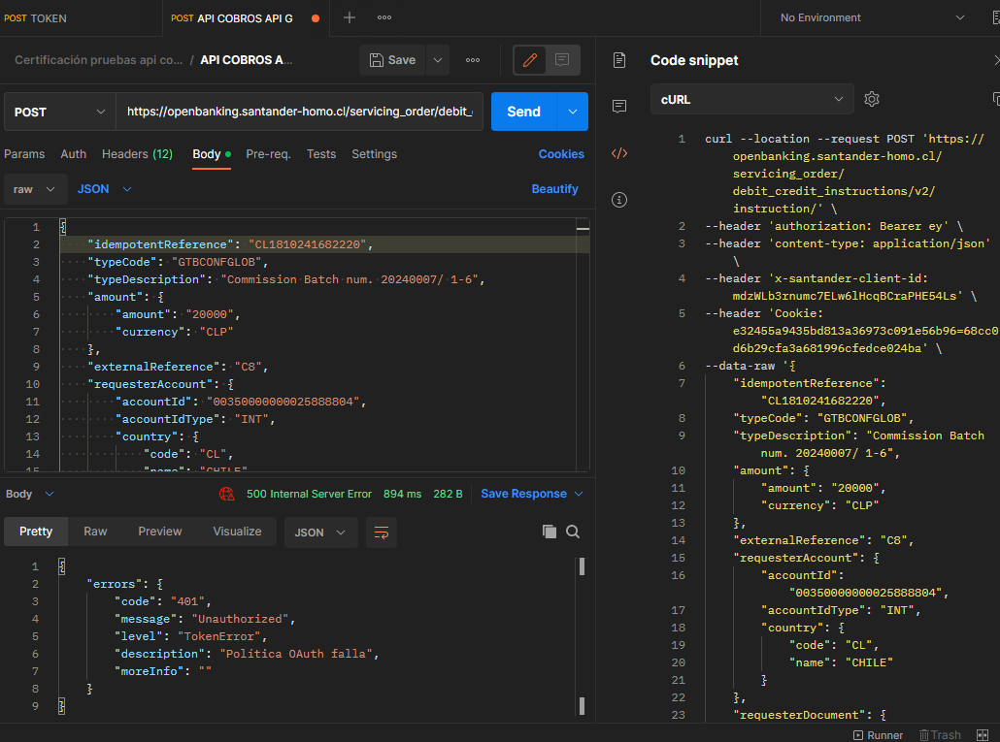 POST TOKEN
POST API COBROS API G
No Environment
Certificación pruebas api co... / API COBROS A...
Save
POST
https://openbanking.santander-homo.cl/servicing_order/debit_
Send
Params Auth Headers (12) Body Pre-req. Tests Settings
Cookies
raw JSON
Beautify
1 {
2 "idempotentReference": "CL1810241682220",
3 "typeCode": "GTBCONFGLOB",
4 "typeDescription": "Commission Batch num. 20240007/ 1-6",
5 "amount": {
6 "amount": "20000",
7 "currency": "CLP"
8 },
9 "externalReference": "C8",
10 "requesterAccount": {
11 "accountId": "00350000000025888804",
12 "accountIdType": "INT",
13 "country": {
14 "code": "CL",
15 "name": "CHILE"
Body
500 Internal Server Error 894 ms 282 B Save Response
Pretty Raw Preview Visualize JSON
1 {
2 "errors": {
3 "code": "401",
4 "message": "Unauthorized",
5 "level": "TokenError",
6 "description": "Política OAuth falla",
7 "moreInfo": ""
8 }
9 }
Code snippet
cURL
1 curl --location --request POST 'https://
openbanking.santander-homo.cl/
servicing_order/
debit_credit_instructions/v2/
instruction/' \
2 --header 'authorization: Bearer ey' \
3 --header 'content-type: application/json'
\
4 --header 'x-santander-client-id:
mdzWLb3rnumc7ELw6lHcqBCraPHE54Ls' \
5 --header 'Cookie:
e32455a9435bd813a36973c091e56b96=68cc0
d6b29cfa3a681996cfedce024ba' \
6 --data-raw '{
7 "idempotentReference":
"CL1810241682220",
8 "typeCode": "GTBCONFGLOB",
9 "typeDescription": "Commission Batch
num. 20240007/ 1-6",
10 "amount": {
11 "amount": "20000",
12 "currency": "CLP"
13 },
14 "externalReference": "C8",
15 "requesterAccount": {
16 "accountId":
"00350000000025888804",
17 "accountIdType": "INT",
18 "country": {
19 "code": "CL",
20 "name": "CHILE"
21 }
22 },
23 "requesterDocument": {
Runner Trash